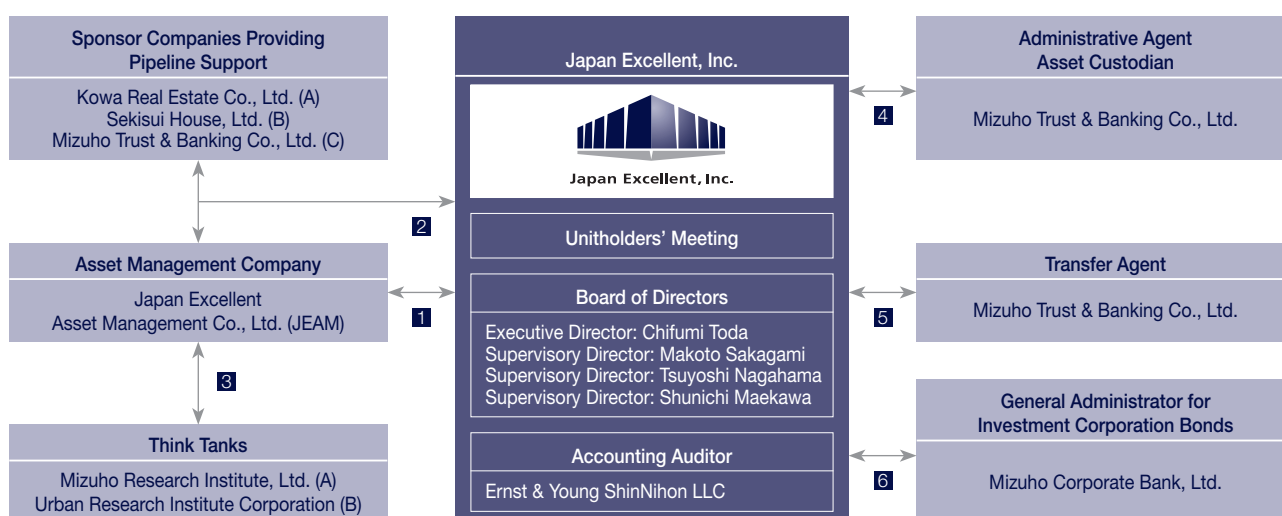 Sponsor Companies Providing
Pipeline Support
Kowa Real Estate Co., Ltd. (A)
Sekisui House, Ltd. (B)
Mizuho Trust & Banking Co., Ltd. (C)
2
Asset Management Company
Japan Excellent
Asset Management Co., Ltd. (JEAM)
1
3
Think Tanks
Mizuho Research Institute, Ltd. (A)
Urban Research Institute Corporation (B)
Japan Excellent, Inc.
Japan Excellent, Inc.
Unitholders’ Meeting
Board of Directors
Executive Director: Chifumi Toda
Supervisory Director: Makoto Sakagami
Supervisory Director: Tsuyoshi Nagahama
Supervisory Director: Shunichi Maekawa
Accounting Auditor
Ernst & Young ShinNihon LLC
Administrative Agent
Asset Custodian
4
Mizuho Trust & Banking Co., Ltd.
Transfer Agent
5
Mizuho Trust & Banking Co., Ltd.
General Administrator for
Investment Corporation Bonds
6
Mizuho Corporate Bank, Ltd.